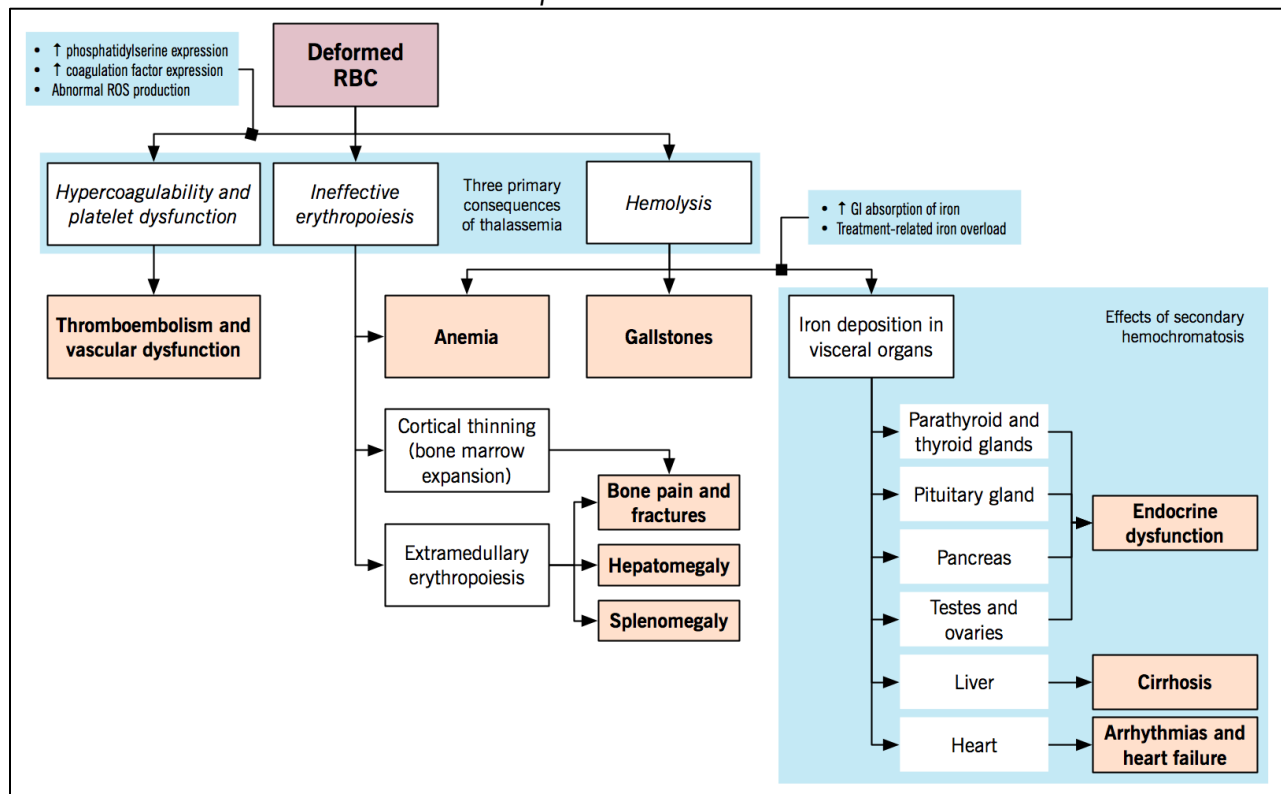 • ↑ phosphatidylserine expression
• ↑ coagulation factor expression
• Abnormal ROS production
Deformed
RBC
Hypercoagulability and
platelet dysfunction
Ineffective
erythropoiesis
Three primary
consequences
of thalassemia
Hemolysis
• ↑ GI absorption of iron
• Treatment-related iron overload
Thromboembolism and
vascular dysfunction
Anemia
Gallstones
Iron deposition in
visceral organs
Effects of secondary
hemochromatosis
Cortical thinning
(bone marrow
expansion)
Bone pain and
fractures
Extramedullary
erythropoiesis
Hepatomegaly
Splenomegaly
Parathyroid and
thyroid glands
Pituitary gland
Pancreas
Testes and
ovaries
Endocrine
dysfunction
Liver
Cirrhosis
Heart
Arrhythmias and
heart failure